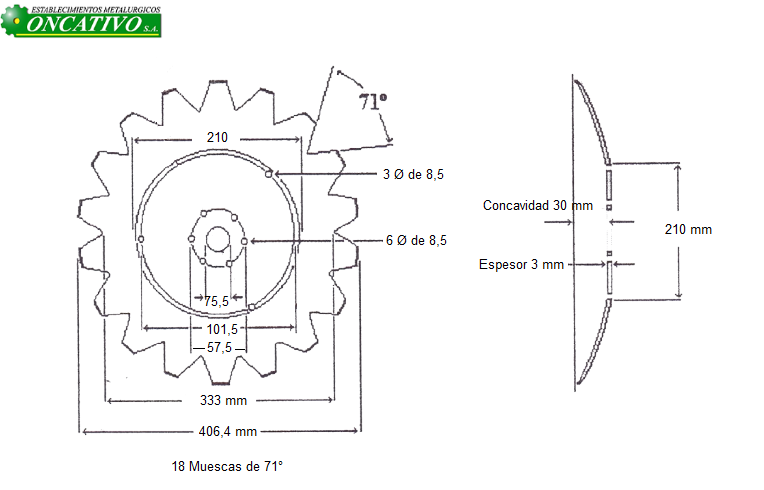 ESTABLECIMIENTOS METALURGICOS
ONCATIVO S.A.
71º
210
3 Ø de 8,5
Concavidad 30 mm
210 mm
6 Ø de 8,5
Espesor 3 mm
75,5
101,5
57,5
333 mm
406,4 mm
18 Muescas de 71°